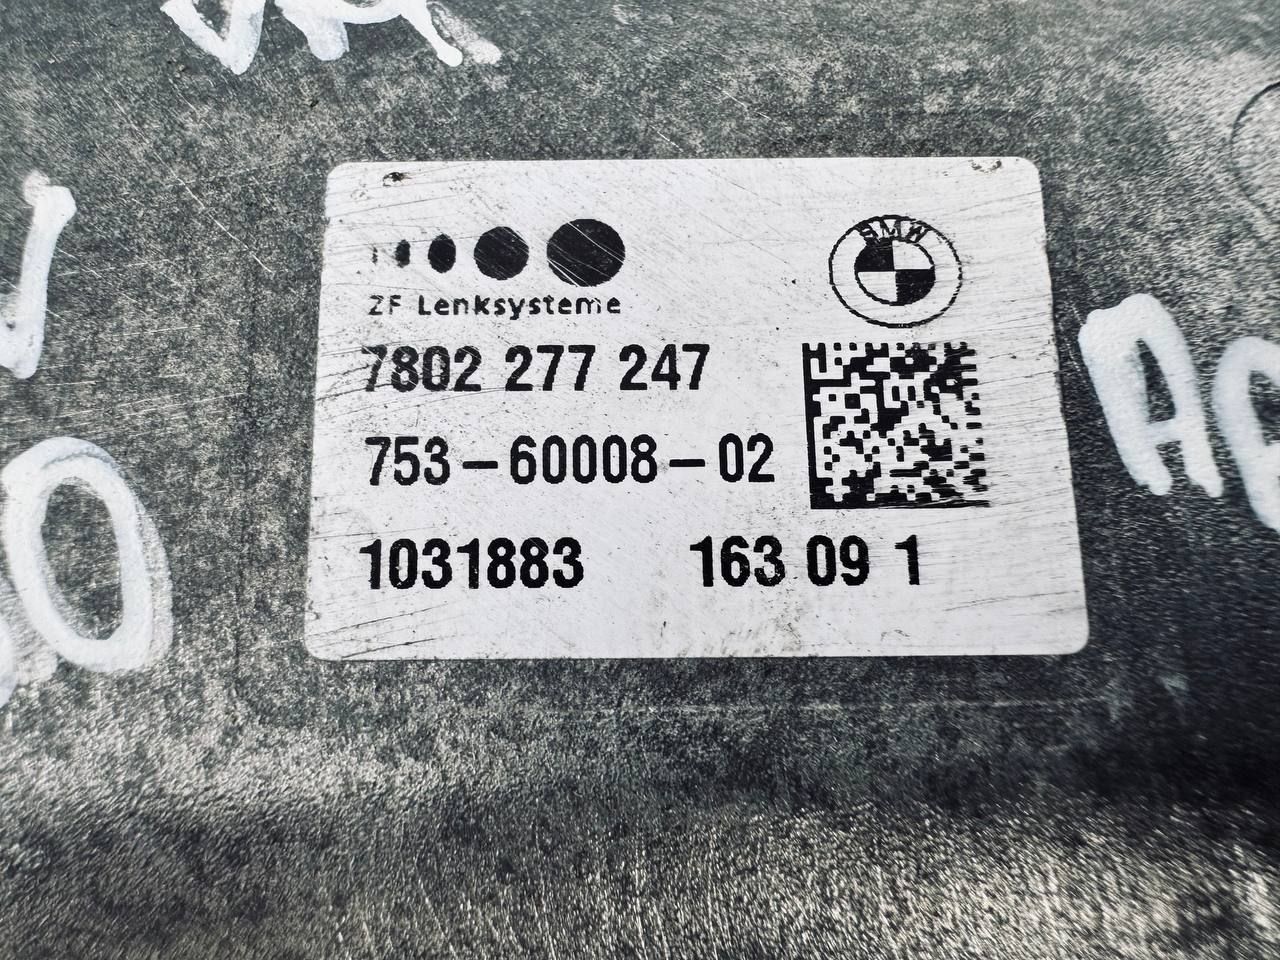 BMW
ZF Lenksysteme
7802 277 247
753-60008-02
1031883 163 09 1